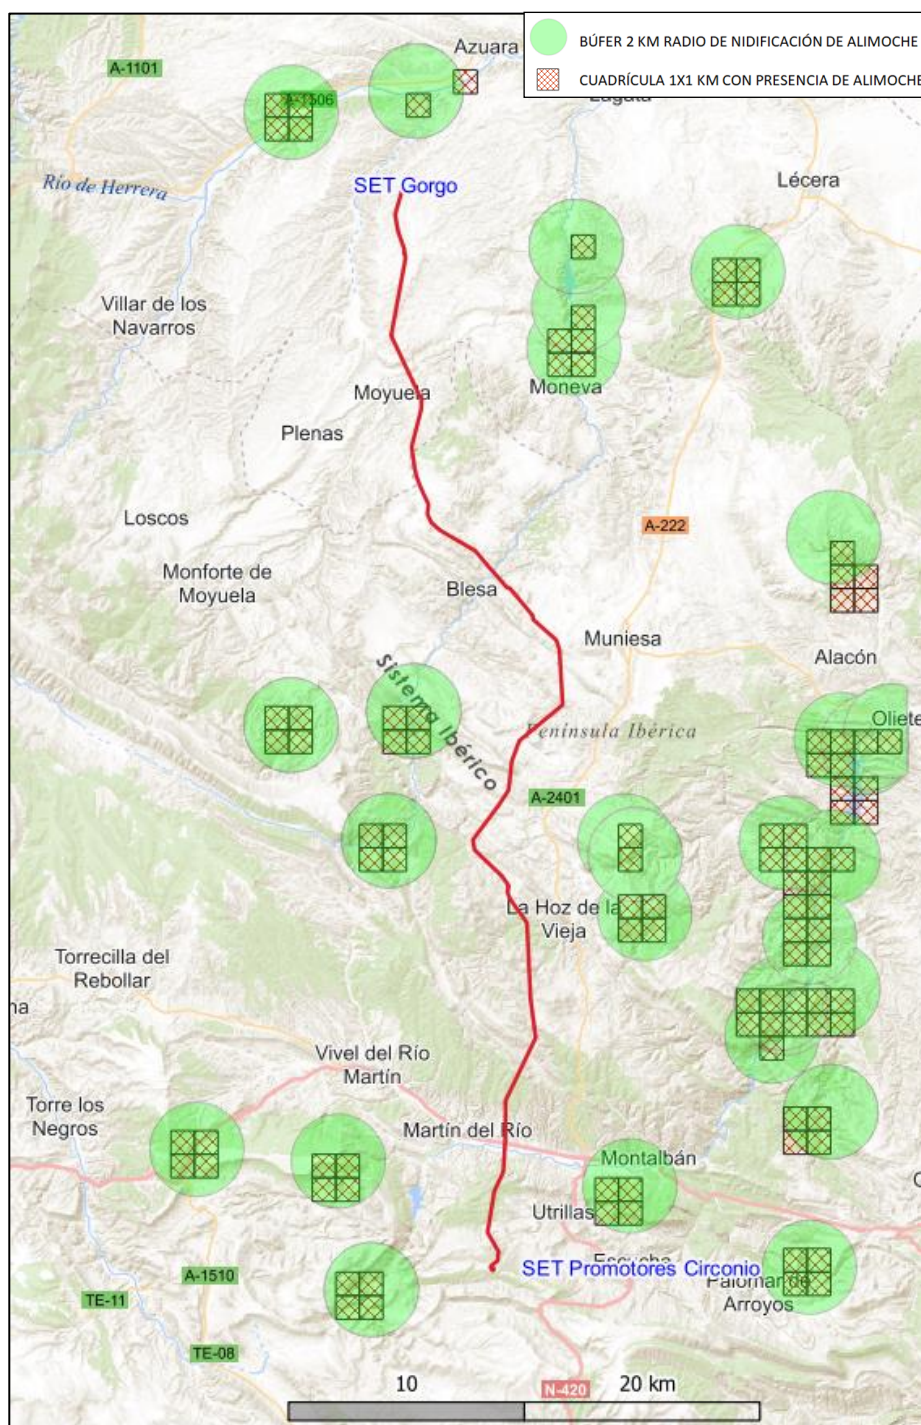 BÚFER 2 KM RADIO DE NIDIFICACIÓN DE ALIMOCHE
CUADRÍCULA 1X1 KM CON PRESENCIA DE ALIMOCHE
Azuara
A-1101
A-1506
Río de Herrera
SET Gorgo
Lécera
Villar de los
Navarros
Moyuela
Moneva
Plenas
Loscos
A-222
Monforte de
Moyuela
Blesa
Muniesa
Alacón
Sistema Ibérico
Península Ibérica
Oliete
A-2401
La Hoz de la
Vieja
Torrecilla del
Rebollar
na
Vivel del Río
Martín
Torre los
Negros
Martín del Río
Montalbán
Utrillas
SET Promotores Circonio
Palomar de
Arroyos
A-1510
TE-11
TE-08
10
20 km
N-420